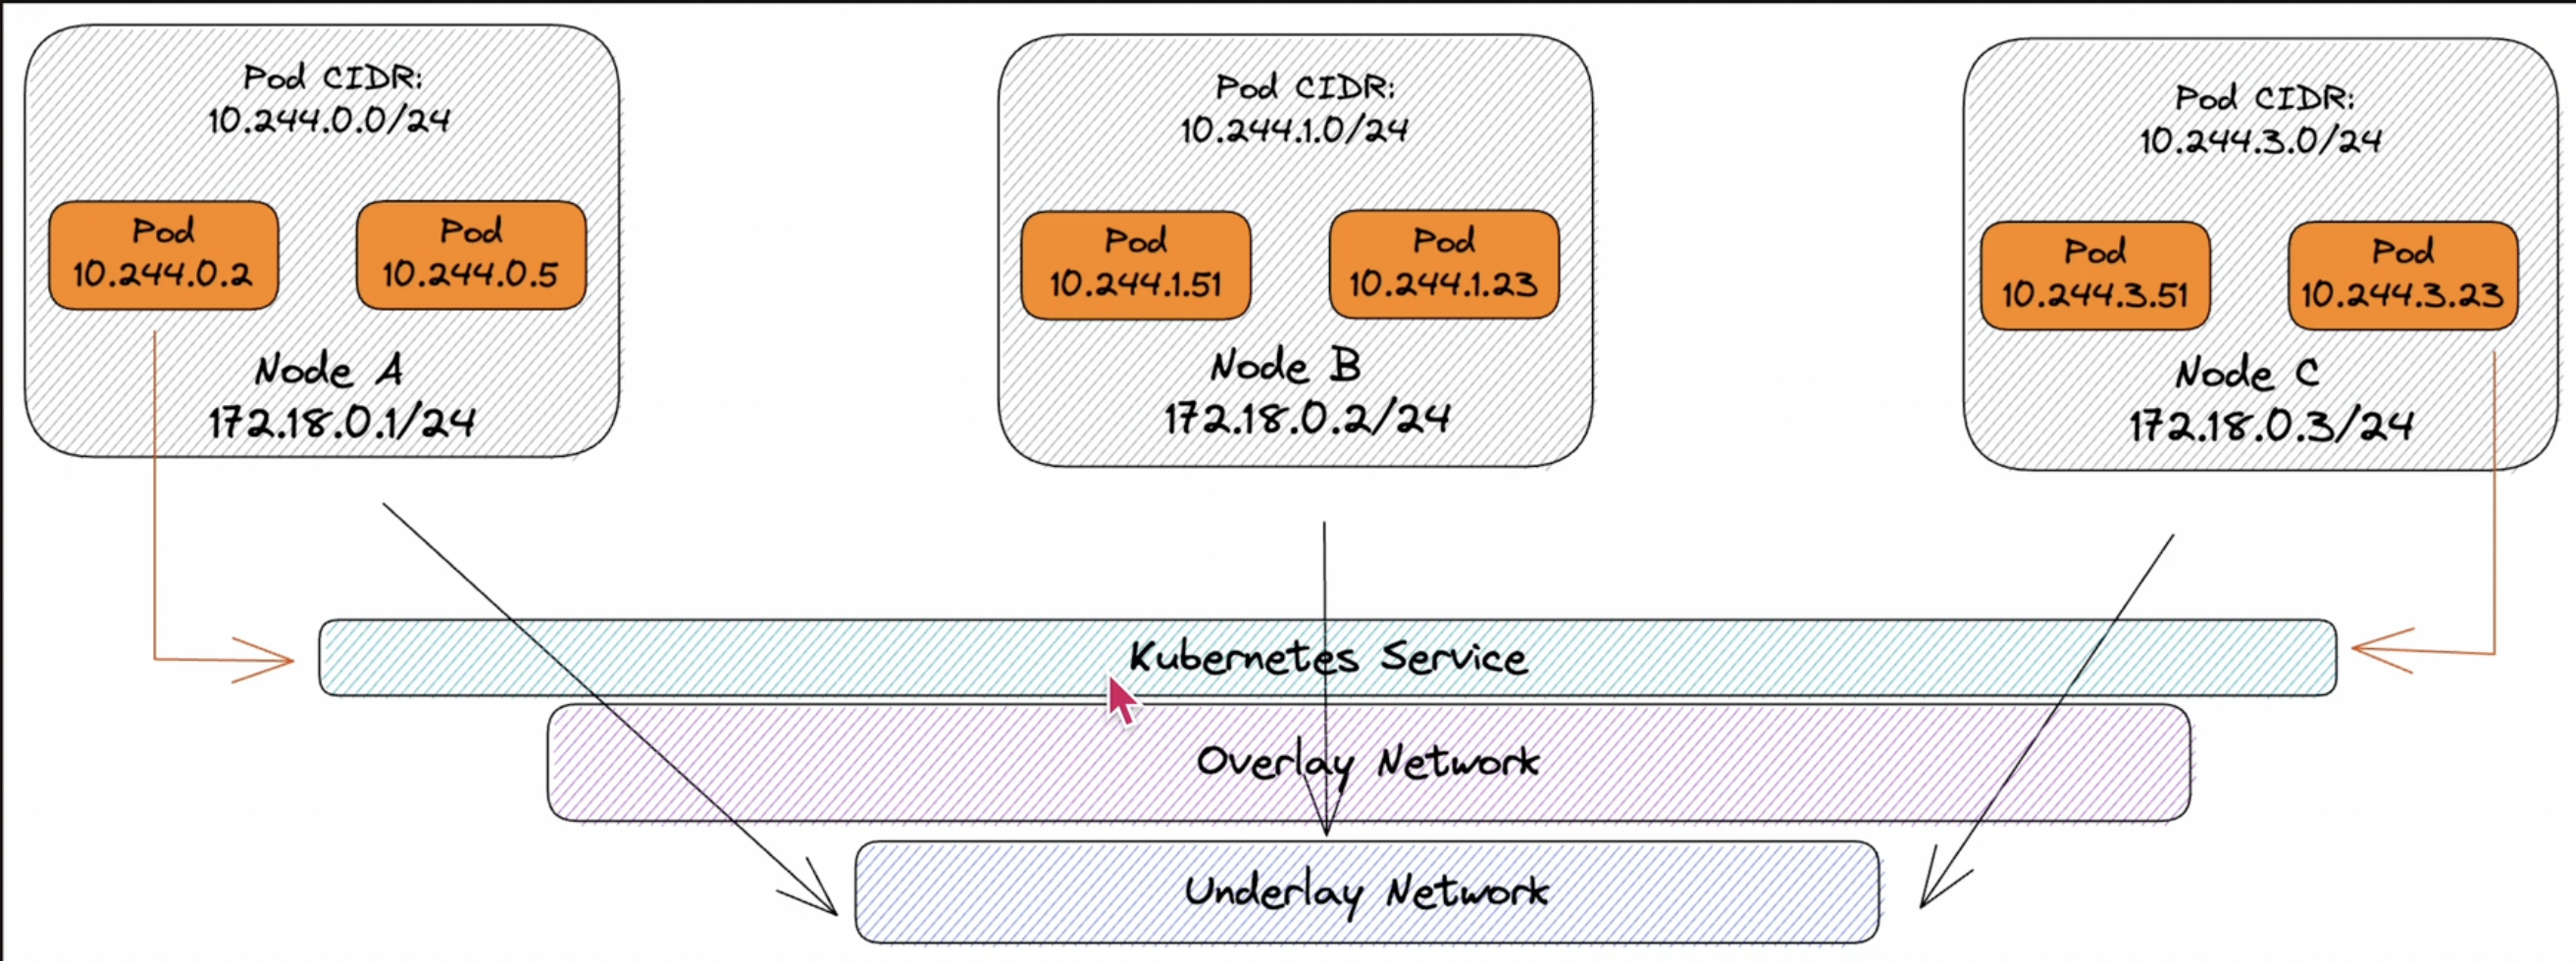 Pod CIDR:
10.244.0.0/24
Pod
10.244.0.2
Pod
10.244.0.5
Node A
172.18.0.1/24
Pod CIDR:
10.244.1.0/24
Pod
10.244.1.51
Pod
10.244.1.23
Node B
172.18.0.2/24
Pod CIDR:
10.244.3.0/24
Pod
10.244.3.51
Pod
10.244.3.23
Node C
172.18.0.3/24
Kubernetes Service
Overlay Network
Underlay Network